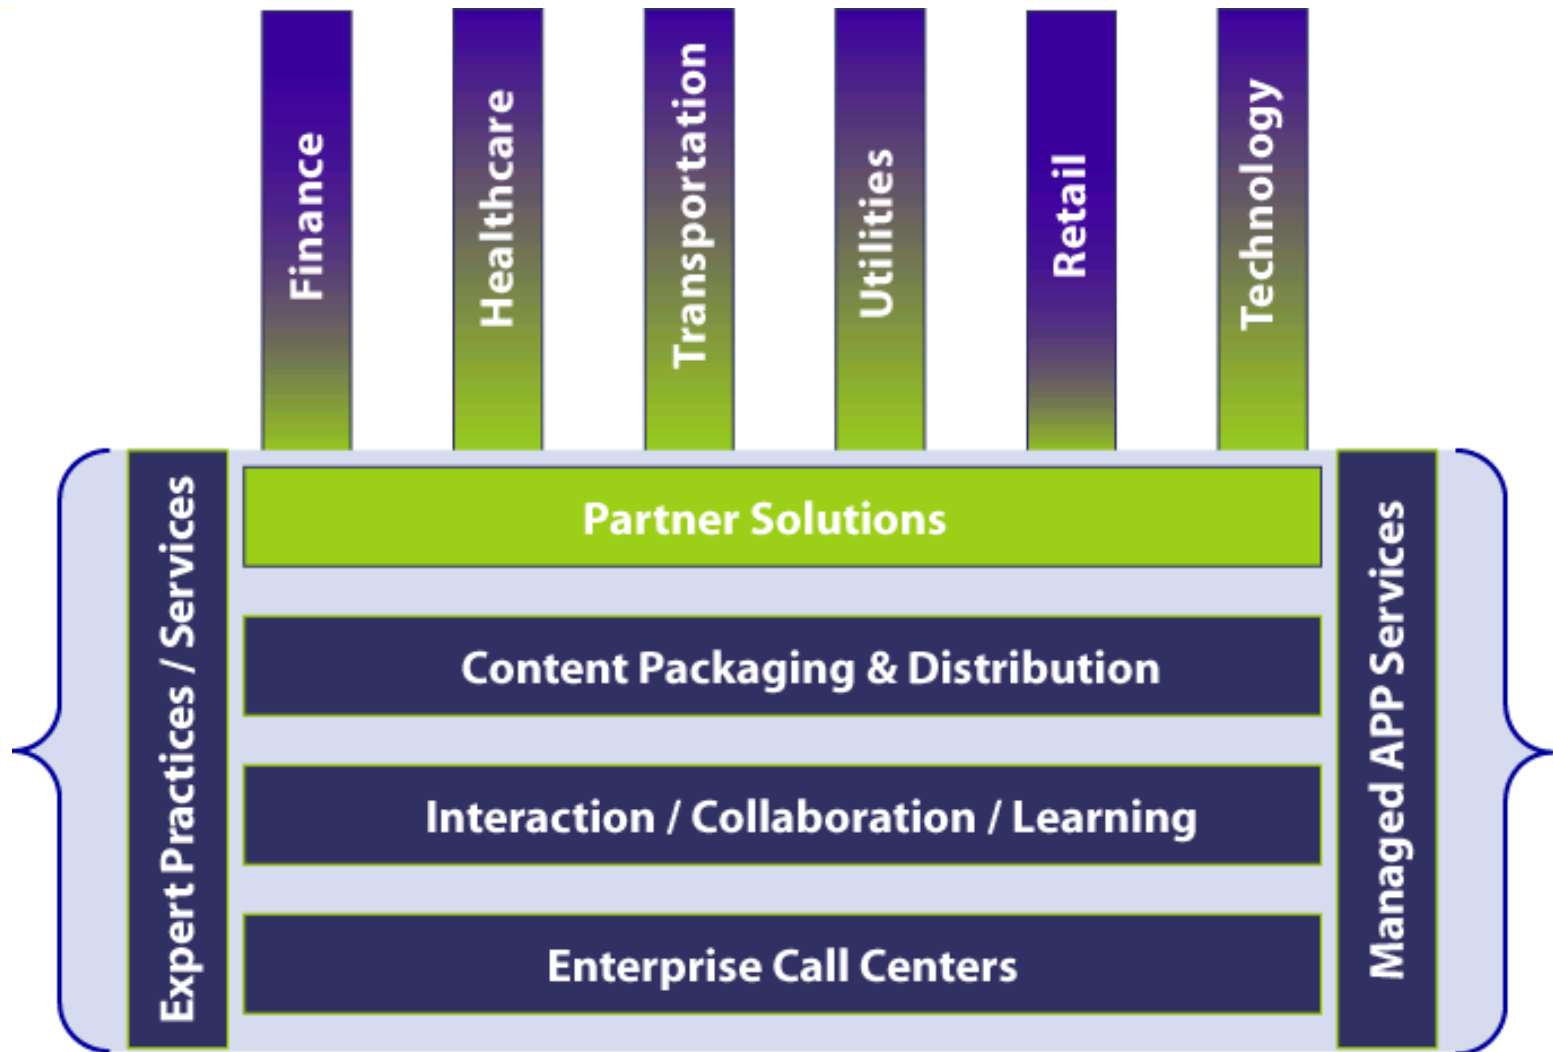 Finance
Healthcare
Transportation
Utilities
Retail
Technology
Expert Practices / Services
Partner Solutions
Content Packaging & Distribution
Interaction / Collaboration / Learning
Enterprise Call Centers
Managed APP Services